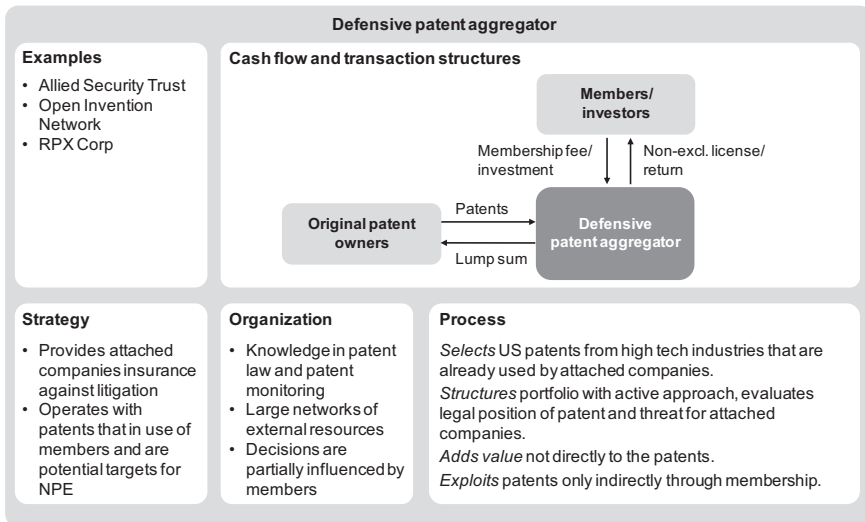 Defensive patent aggregator
Examples
• Allied Security Trust
• Open Invention
Network
• RPX Corp
Cash flow and transaction structures
Members/
investors
Membership fee/
investment
Non-excl. license/
return
Original patent
owners
Patents
Lump sum
Defensive
patent aggregator
Strategy
• Provides attached
companies insurance
against litigation
• Operates with
patents that in use of
members and are
potential targets for
NPE
Organization
• Knowledge in patent
law and patent
monitoring
• Large networks of
external resources
• Decisions are
partially influenced by
members
Process
Selects US patents from high tech industries that are
already used by attached companies.
Structures portfolio with active approach, evaluates
legal position of patent and threat for attached
companies.
Adds value not directly to the patents.
Exploits patents only indirectly through membership.